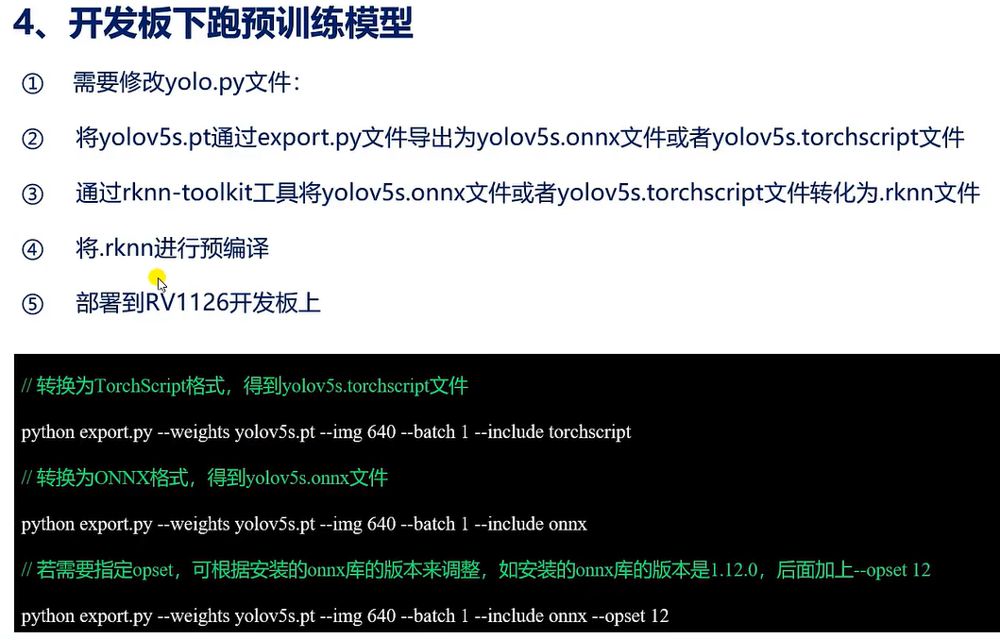 4、开发板下跑预训练模型
① 需要修改yolo.py文件：
② 将yolov5s.pt通过export.py文件导出为yolov5s.onnx文件或者yolov5s.torchscript文件
③ 通过rknn-toolkit工具将yolov5s.onnx文件或者yolov5s.torchscript文件转化为.rknn文件
④ 将.rknn进行预编译
⑤ 部署到RV1126开发板上
// 转换为TorchScript格式，得到yolov5s.torchscript文件
python export.py --weights yolov5s.pt --img 640 --batch 1 --include torchscript
// 转换为ONNX格式，得到yolov5s.onnx文件
python export.py --weights yolov5s.pt --img 640 --batch 1 --include onnx
// 若需要指定opset，可根据安装的onnx库的版本来调整，如安装的onnx库的版本是1.12.0，后面加上--opset 12
python export.py --weights yolov5s.pt --img 640 --batch 1 --include onnx --opset 12